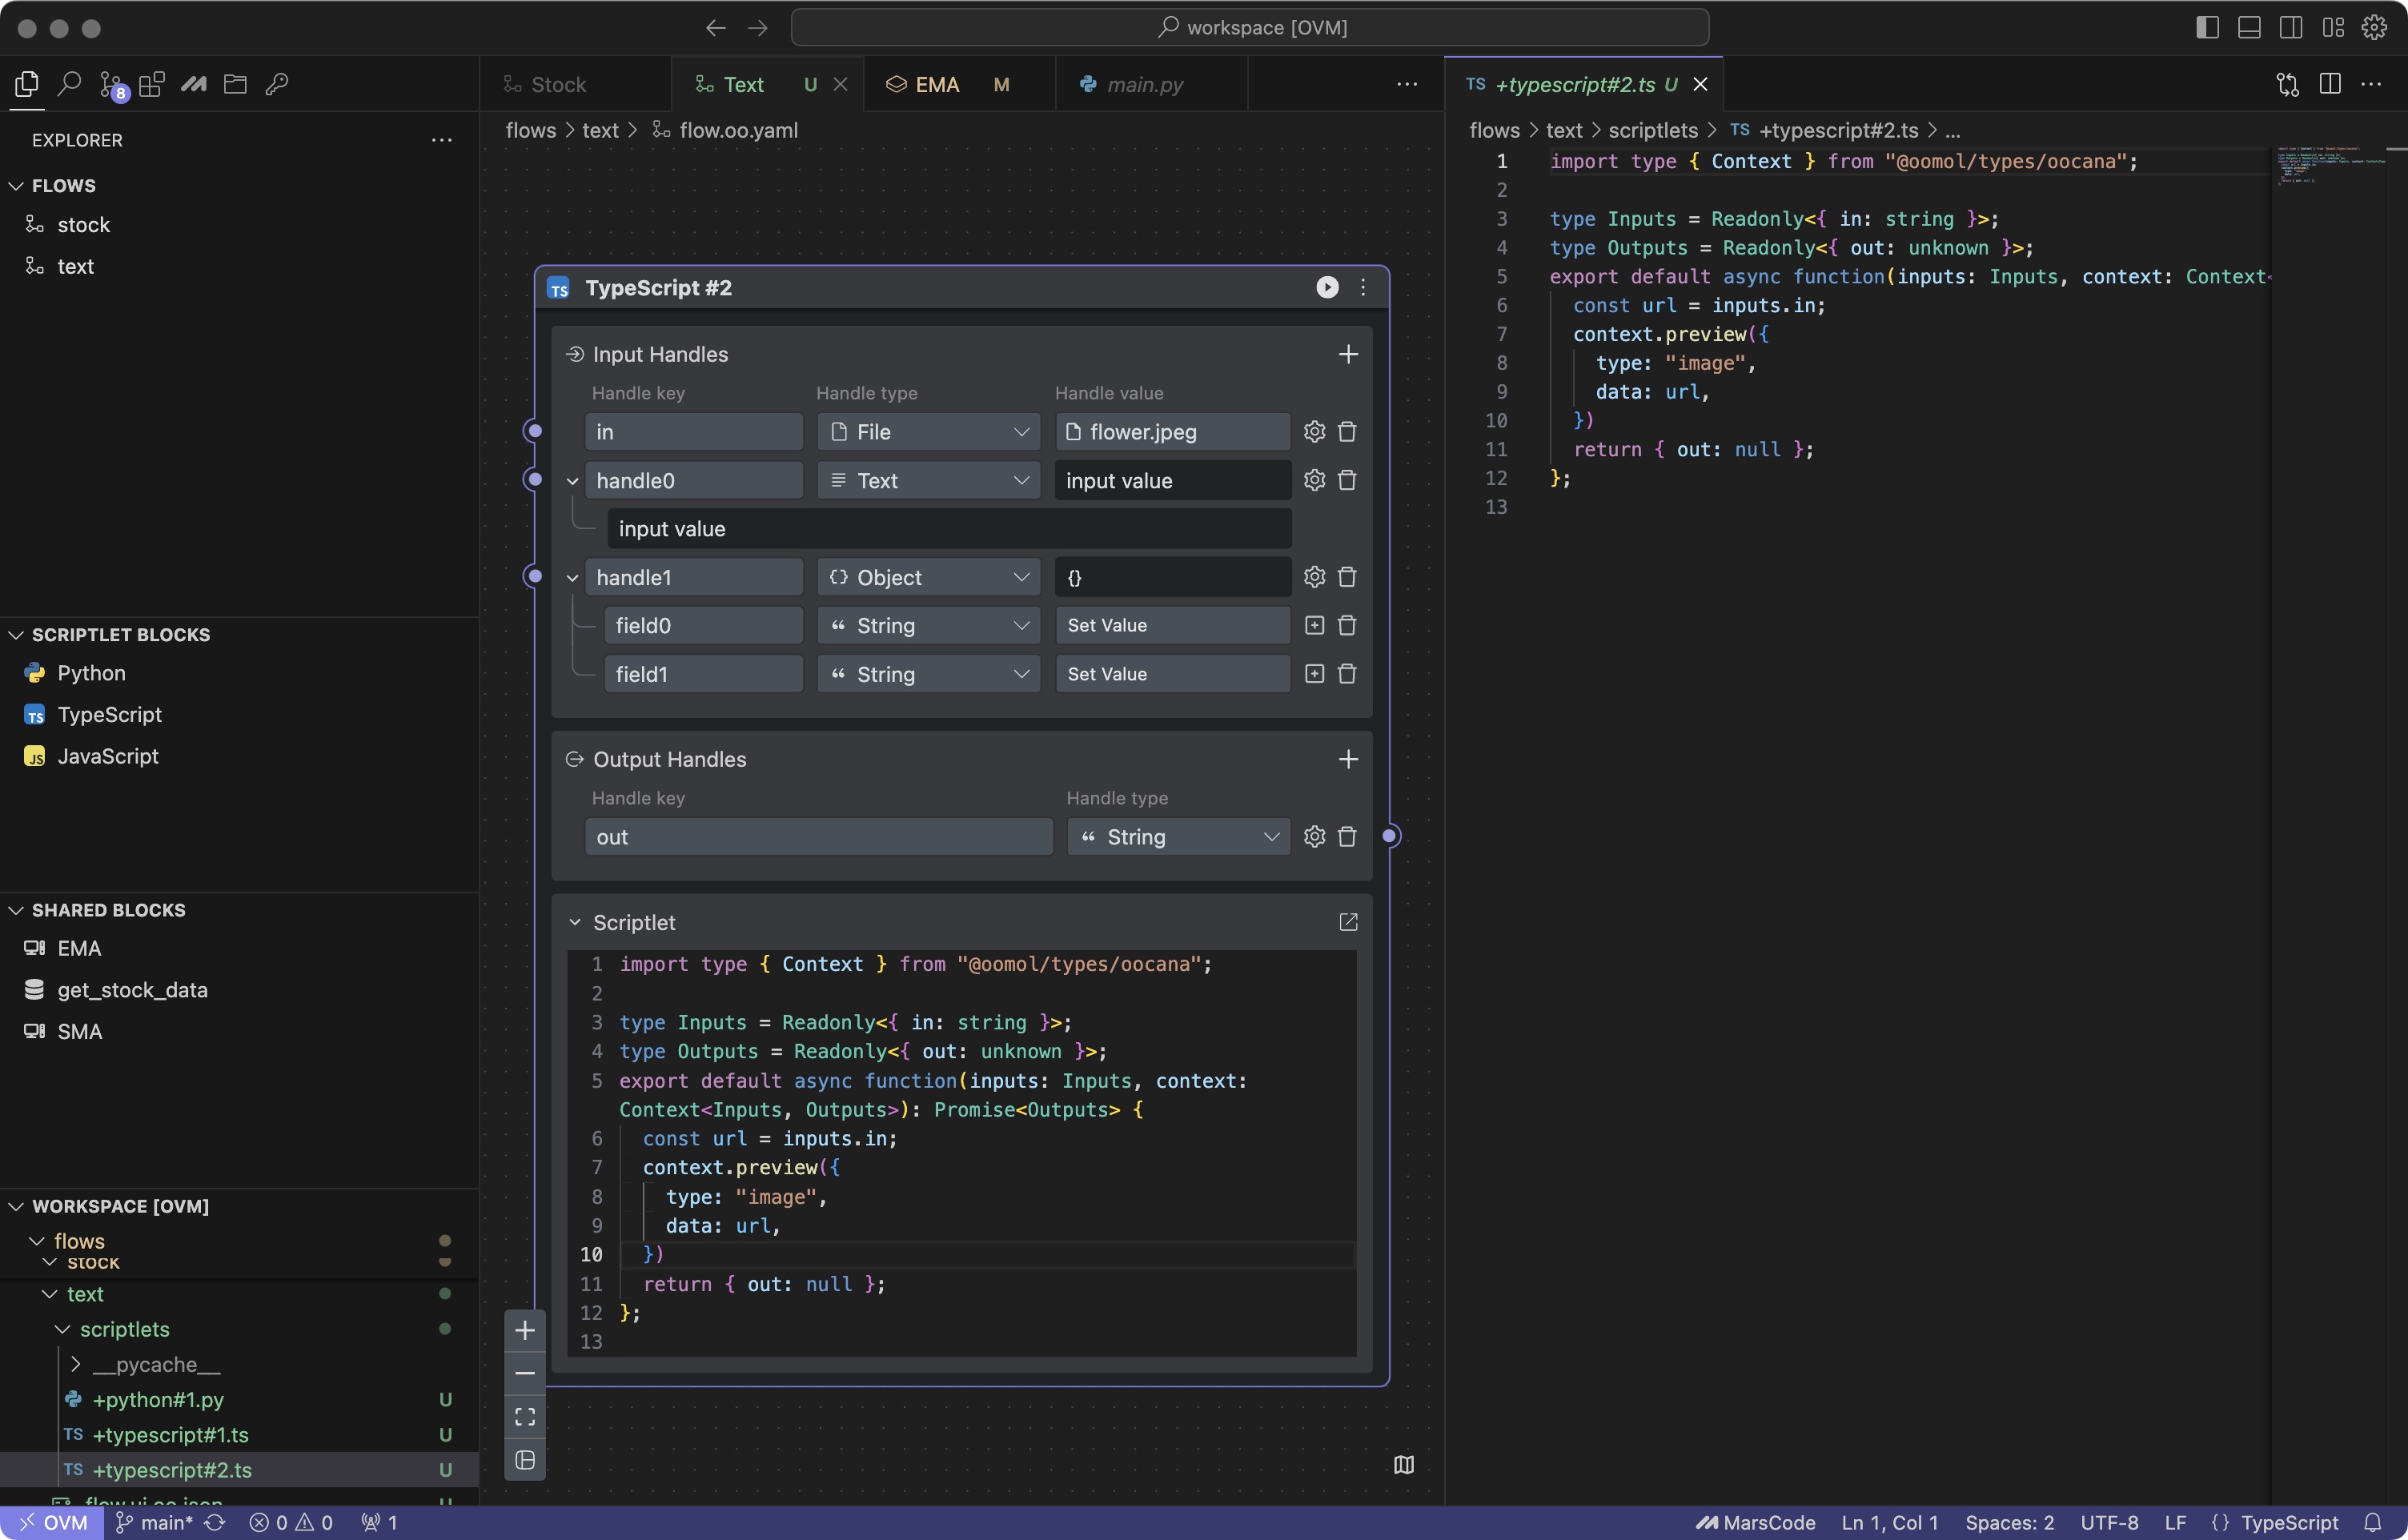 workspace [OVM]
8
Stock
Text U
EMA M
main.py
TS +typescript#2.ts U
EXPLORER
FLOWS
stock
text
SCRIPTLET BLOCKS
Python
TS TypeScript
JS JavaScript
SHARED BLOCKS
EMA
get_stock_data
SMA
WORKSPACE [OVM]
flows
stock
text
scriptlets
__pycache__
+python#1.py U
TS +typescript#1.ts U
TS +typescript#2.ts U
flow.ui.oo.json U
flows > text > flow.oo.yaml
TS TypeScript #2
Input Handles
Handle key Handle type Handle value
in File flower.jpeg
handle0 Text input value
input value
handle1 {} Object {}
field0 “ String Set Value
field1 “ String Set Value
Output Handles
Handle key Handle type
out “ String
Scriptlet
1 import type { Context } from "@oomol/types/oocana";
2
3 type Inputs = Readonly<{ in: string }>;
4 type Outputs = Readonly<{ out: unknown }>;
5 export default async function(inputs: Inputs, context:
Context<Inputs, Outputs>): Promise<Outputs> {
6 const url = inputs.in;
7 context.preview({
8 type: "image",
9 data: url,
10 })
11 return { out: null };
12 };
13
flows > text > scriptlets > TS +typescript#2.ts > ...
1 import type { Context } from "@oomol/types/oocana";
2
3 type Inputs = Readonly<{ in: string }>;
4 type Outputs = Readonly<{ out: unknown }>;
5 export default async function(inputs: Inputs, context: Context<
6 const url = inputs.in;
7 context.preview({
8 type: "image",
9 data: url,
10 })
11 return { out: null };
12 };
13
OVM main* 0 0 1
MarsCode Ln 1, Col 1 Spaces: 2 UTF-8 LF {} TypeScript